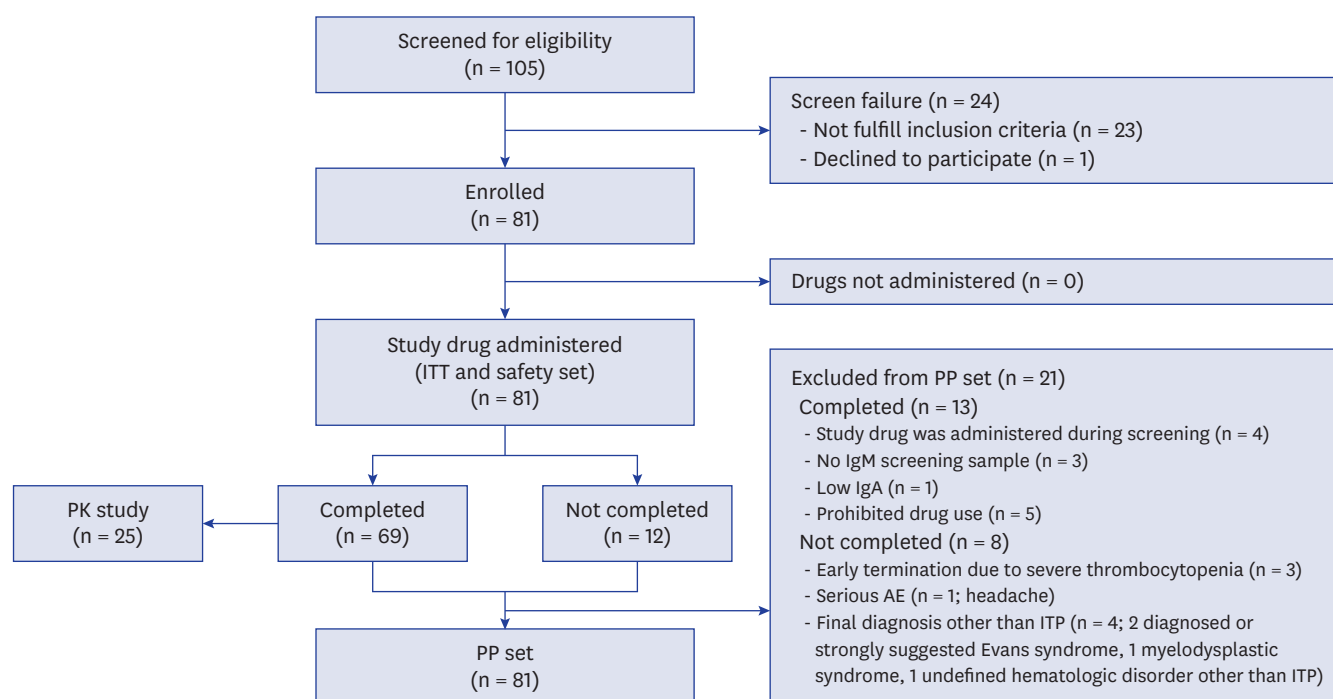 Screened for eligibility
(n = 105)
Screen failure (n = 24)
- Not fulfill inclusion criteria (n = 23)
- Declined to participate (n = 1)
Enrolled
(n = 81)
Drugs not administered (n = 0)
Study drug administered
(ITT and safety set)
(n = 81)
PK study
(n = 25)
Completed
(n = 69)
Not completed
(n = 12)
Excluded from PP set (n = 21)
Completed (n = 13)
- Study drug was administered during screening (n = 4)
- No IgM screening sample (n = 3)
- Low IgA (n = 1)
- Prohibited drug use (n = 5)
Not completed (n = 8)
- Early termination due to severe thrombocytopenia (n = 3)
- Serious AE (n = 1; headache)
- Final diagnosis other than ITP (n = 4; 2 diagnosed or
strongly suggested Evans syndrome, 1 myelodysplastic
syndrome, 1 undefined hematologic disorder other than ITP)
PP set
(n = 81)